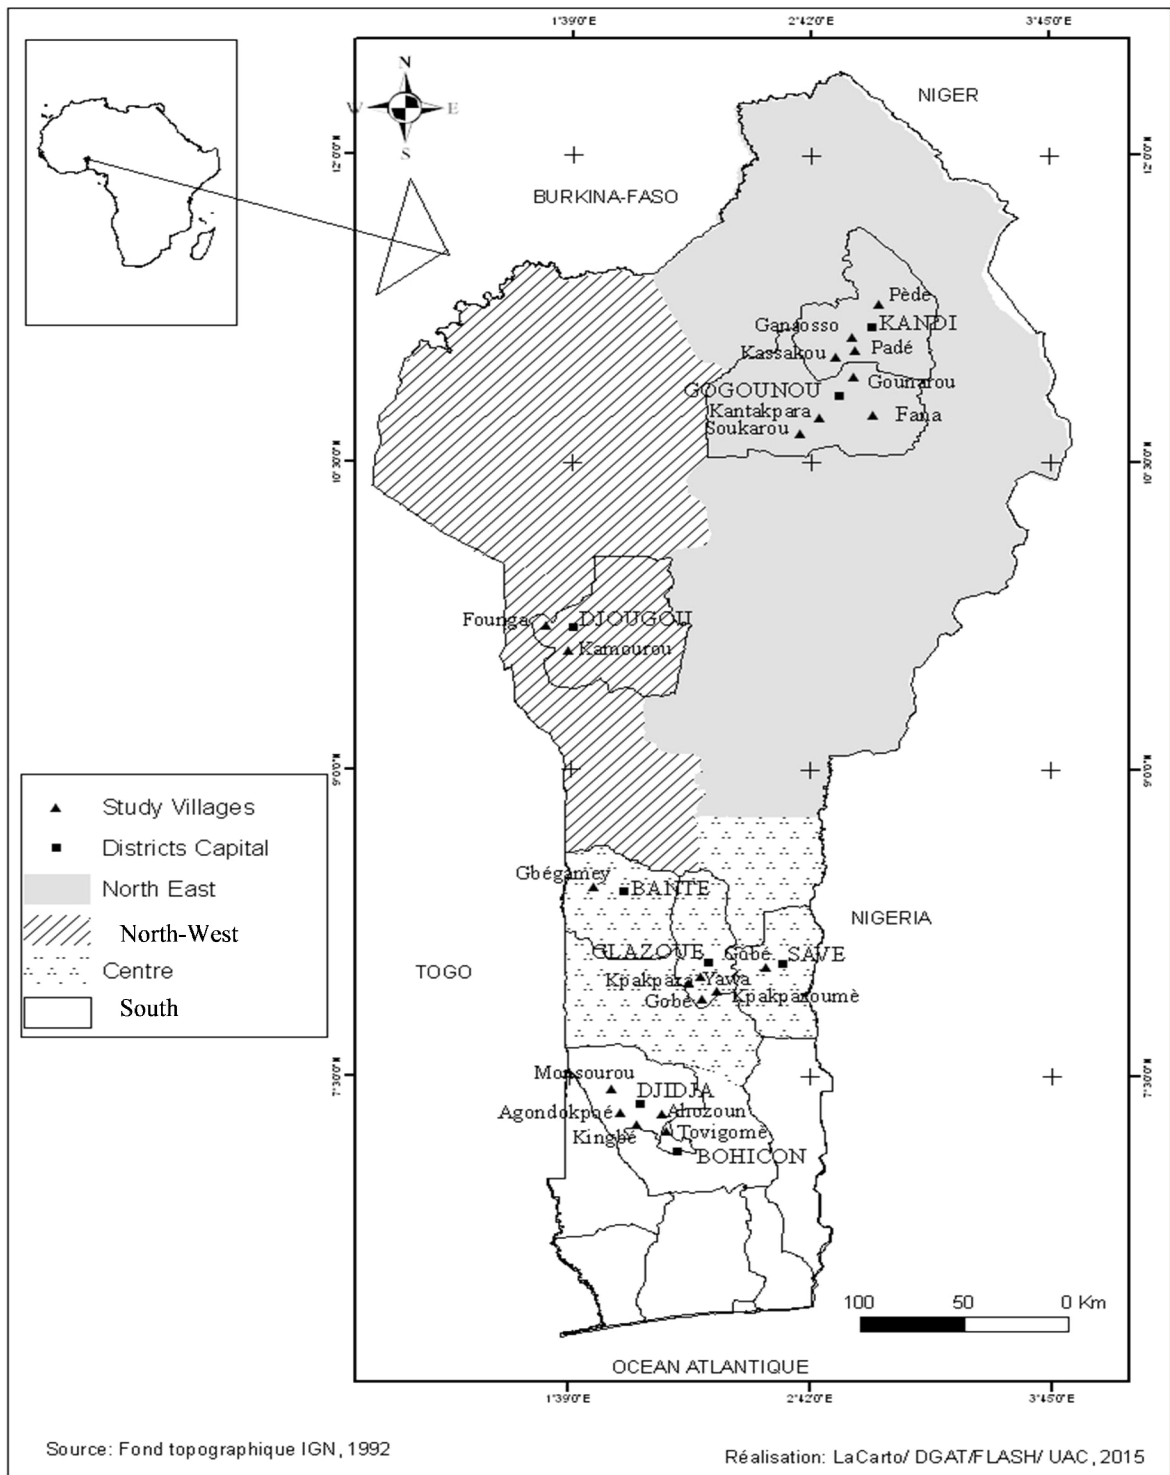 1°39'0"E 2°42'0"E 3°45'0"E
N
W E
S
NIGER
12°0'0"N 12°0'0"N
BURKINA-FASO
Pède
KANDI
Gansosso
Padé
Kassakou
Gounarou
GOGOUNOU
Kantakpara
Fana
Soukarou
10°30'0"N 10°30'0"N
Founga
DJOUGOU
Kamourou
9°0'0"N 9°0'0"N
Study Villages
Districts Capital
North East
North-West
Centre
South
Gbégamey
BANTE
NIGERIA
TOGO
GLAZOUE
Gobé
SAVE
Kpakpaza
Yawa
Kpakparoumè
Gobé
7°30'0"N 7°30'0"N
Monsourou
DJIDJA
Agondokpoé
Ahozoun
Kingbé
Tovigomè
BOHICON
100 50 0 Km
OCEAN ATLANTIQUE
1°39'0"E 2°42'0"E 3°45'0"E
Source: Fond topographique IGN, 1992
Réalisation: LaCarto/ DGAT/FLASH/ UAC, 2015